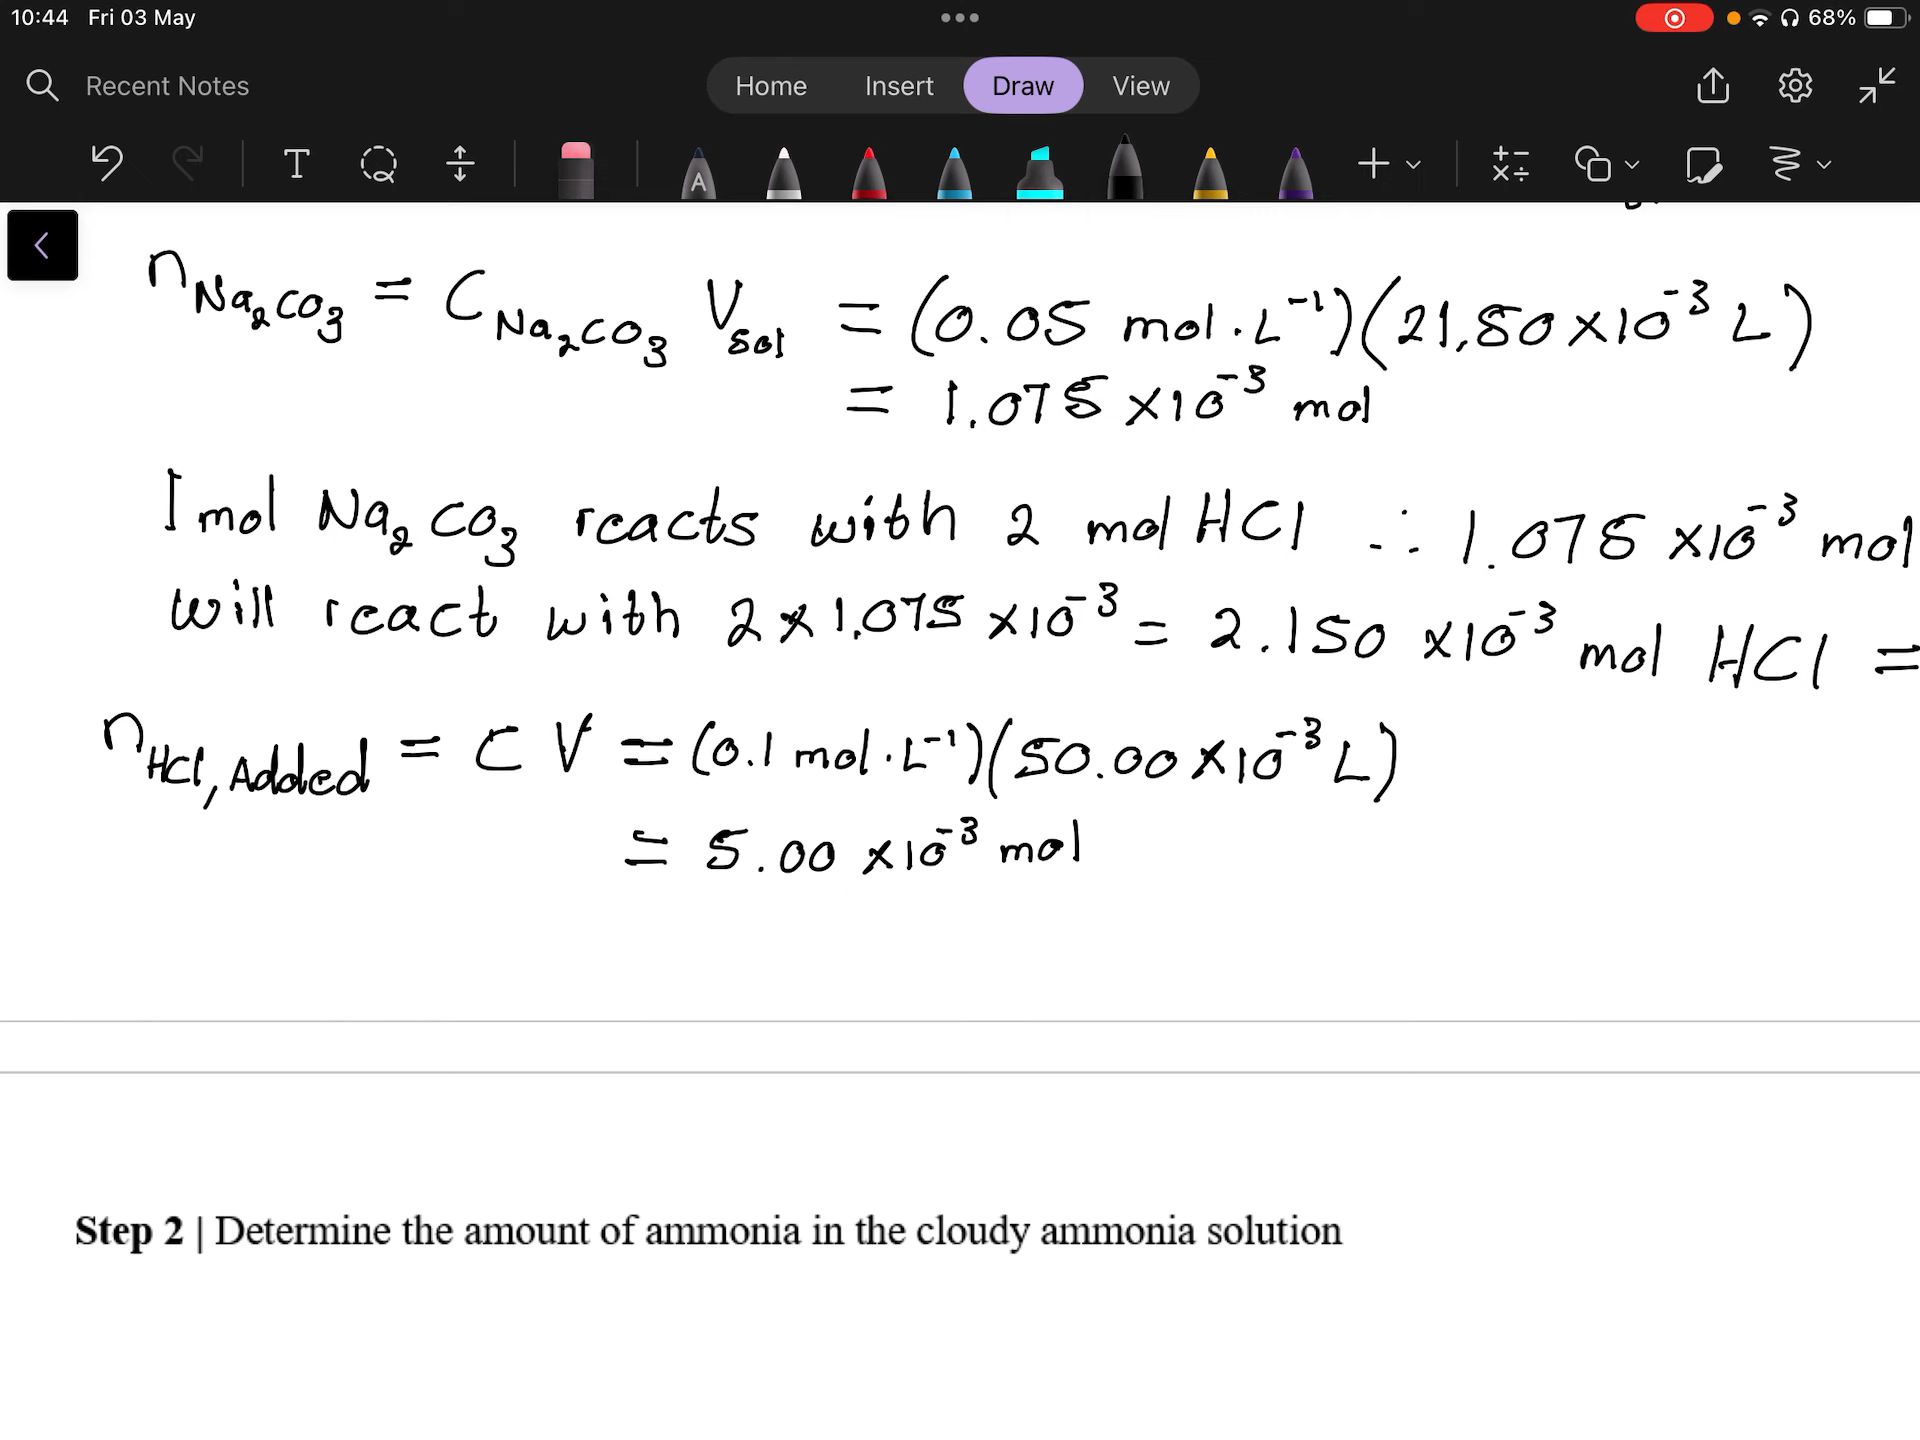 10:44 Fri 03 May 68%
Recent Notes Home Insert Draw View
T A
n Na₂CO₃ = C Na₂CO₃ V sol = (0.05 mol·L⁻¹)(21.50 ×10⁻³ L)
= 1.075 ×10⁻³ mol
1 mol Na₂CO₃ reacts with 2 mol HCl ∴ 1.075 ×10⁻³ mol
will react with 2 × 1.075 ×10⁻³ = 2.150 ×10⁻³ mol HCl =
n HCl, Added = C V = (0.1 mol·L⁻¹)(50.00 ×10⁻³ L)
= 5.00 ×10⁻³ mol
Step 2 | Determine the amount of ammonia in the cloudy ammonia solution